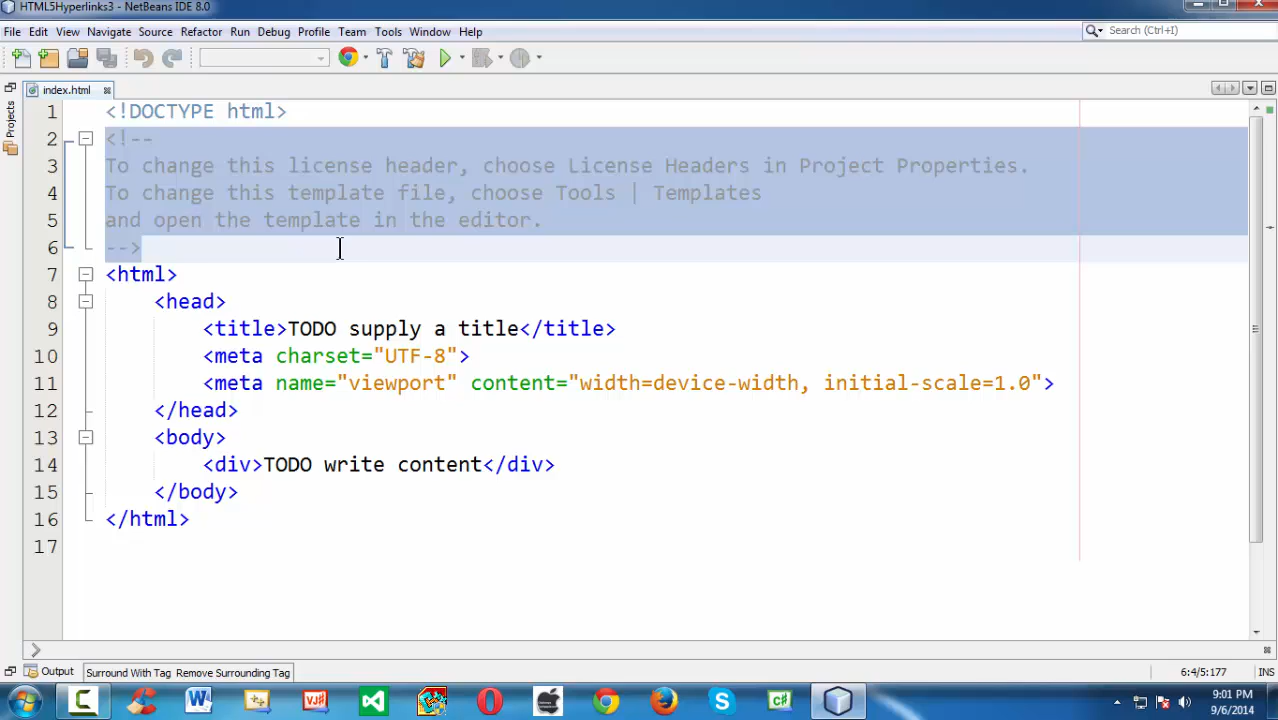 HTML5Hyperlinks3 - NetBeans IDE 8.0
File Edit View Navigate Source Refactor Run Debug Profile Team Tools Window Help
Search (Ctrl+I)
index.html
Projects
1 <!DOCTYPE html>
2 <!--
3 To change this license header, choose License Headers in Project Properties.
4 To change this template file, choose Tools | Templates
5 and open the template in the editor.
6 -->
7 <html>
8 <head>
9 <title>TODO supply a title</title>
10 <meta charset="UTF-8">
11 <meta name="viewport" content="width=device-width, initial-scale=1.0">
12 </head>
13 <body>
14 <div>TODO write content</div>
15 </body>
16 </html>
17
Output Surround With Tag Remove Surrounding Tag 6:4/5:177 INS
9:01 PM
9/6/2014